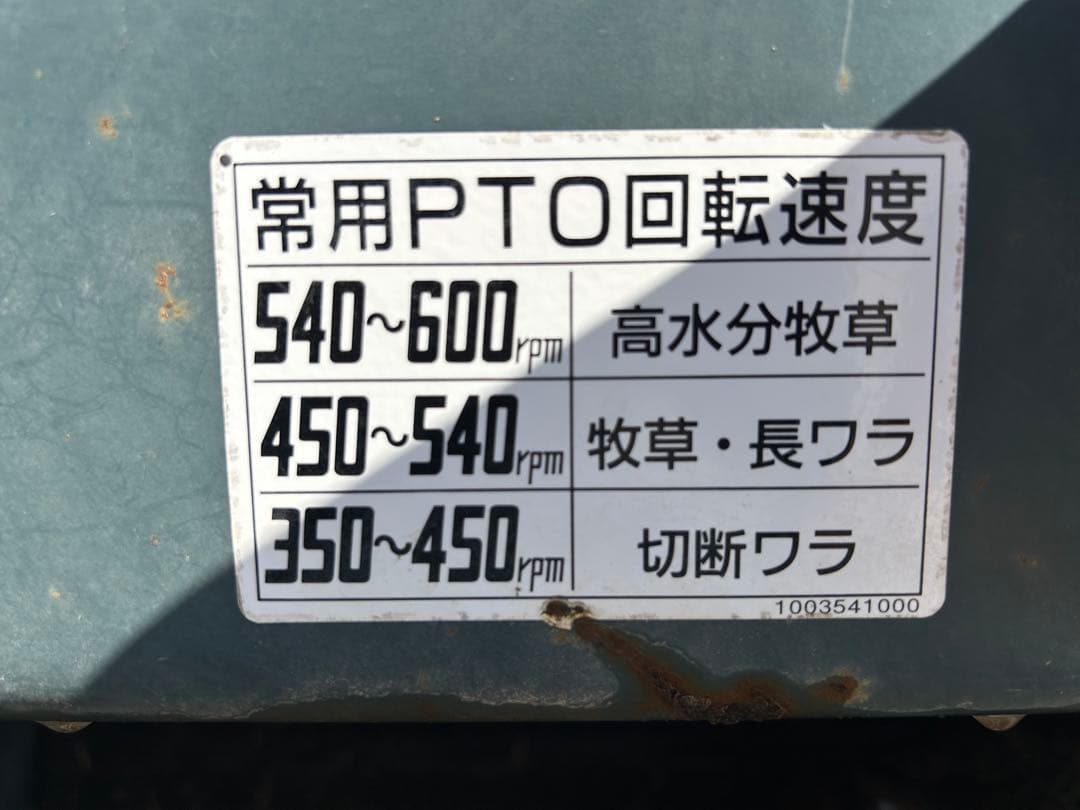 常用PTO回転速度
540~600rpm 高水分牧草
450~540rpm 牧草・長ワラ
350~450rpm 切断ワラ
1003541000